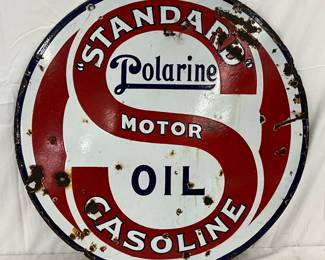 "STANDARD"
Polarine
MOTOR
OIL
GASOLINE